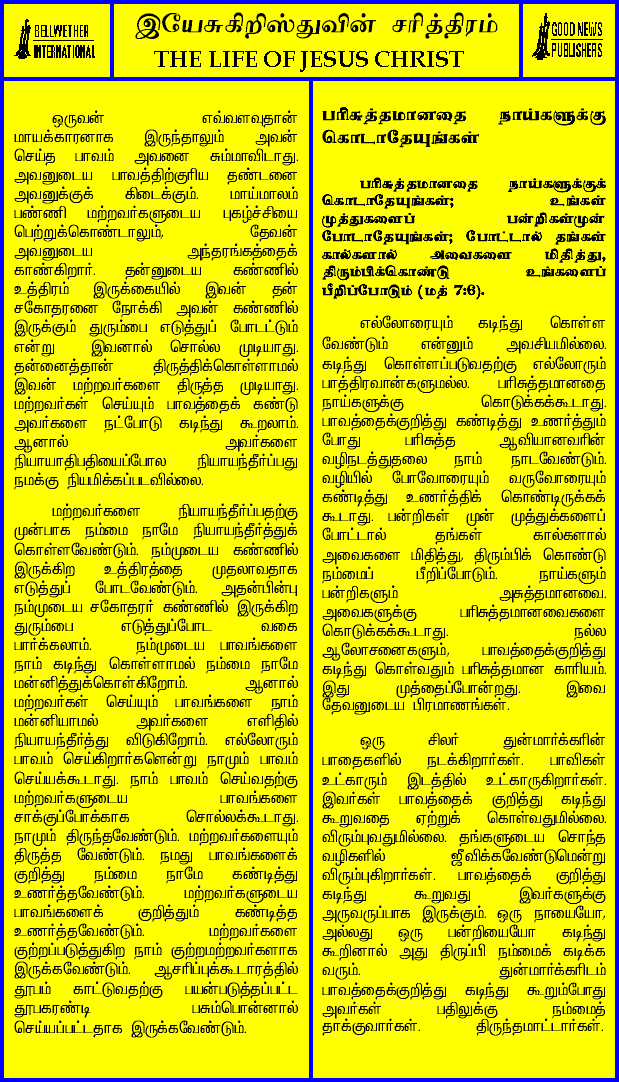 BELLWETHER
INTERNATIONAL
இயேசுகிறிஸ்துவின் சரித்திரம்
THE LIFE OF JESUS CHRIST
GOOD NEWS
PUBLISHERS
ஒருவன் எவ்வளவுதான்
மாயக்காரனாக இருந்தாலும் அவன்
செய்த பாவம் அவனை சும்மாவிடாது.
அவனுடைய பாவத்திற்குரிய தண்டனை
அவனுக்குக் கிடைக்கும். மாய்மாலம்
பண்ணி மற்றவர்களுடைய புகழ்ச்சியை
பெற்றுக்கொண்டாலும், தேவன்
அவனுடைய அந்தரங்கத்தைக்
காண்கிறார். தன்னுடைய கண்ணில்
உத்திரம் இருக்கையில் இவன் தன்
சகோதரனை நோக்கி அவன் கண்ணில்
இருக்கும் துரும்பை எடுத்துப் போடட்டும்
என்று இவனால் சொல்ல முடியாது.
தன்னைத்தான் திருத்திக்கொள்ளாமல்
இவன் மற்றவர்களை திருத்த முடியாது.
மற்றவர்கள் செய்யும் பாவத்தைக் கண்டு
அவர்களை நட்போடு கடிந்து கூறலாம்.
ஆனால் அவர்களை
நியாயாதிபதியைப்போல நியாயந்தீர்ப்பது
நமக்கு நியமிக்கப்படவில்லை.
மற்றவர்களை நியாயந்தீர்ப்பதற்கு
முன்பாக நம்மை நாமே நியாயந்தீர்த்துக்
கொள்ளவேண்டும். நம்முடைய கண்ணில்
இருக்கிற உத்திரத்தை முதலாவதாக
எடுத்துப் போடவேண்டும். அதன்பின்பு
நம்முடைய சகோதரர் கண்ணில் இருக்கிற
துரும்பை எடுத்துப்போட வகை
பார்க்கலாம். நம்முடைய பாவங்களை
நாம் கடிந்து கொள்ளாமல் நம்மை நாமே
மன்னித்துக்கொள்கிறோம். ஆனால்
மற்றவர்கள் செய்யும் பாவங்களை நாம்
மன்னியாமல் அவர்களை எளிதில்
நியாயந்தீர்த்து விடுகிறோம். எல்லோரும்
பாவம் செய்கிறார்களென்று நாமும் பாவம்
செய்யக்கூடாது. நாம் பாவம் செய்வதற்கு
மற்றவர்களுடைய பாவங்களை
சாக்குப்போக்காக சொல்லக்கூடாது.
நாமும் திருந்தவேண்டும். மற்றவர்களையும்
திருத்த வேண்டும். நமது பாவங்களைக்
குறித்து நம்மை நாமே கண்டித்து
உணர்த்தவேண்டும். மற்றவர்களுடைய
பாவங்களைக் குறித்தும் கண்டித்த
உணர்த்தவேண்டும். மற்றவர்களை
குற்றப்படுத்துகிற நாம் குற்றமற்றவர்களாக
இருக்கவேண்டும். ஆசரிப்புக்கூடாரத்தில்
தூபம் காட்டுவதற்கு பயன்படுத்தப்பட்ட
தூபகரண்டி பசும்பொன்னால்
செய்யப்பட்டதாக இருக்கவேண்டும்.
பரிசுத்தமானதை நாய்களுக்கு
கொடாதேயுங்கள்
பரிசுத்தமானதை நாய்களுக்குக்
கொடாதேயுங்கள்; உங்கள்
முத்துகளைப் பன்றிகள்முன்
போடாதேயுங்கள்; போட்டால் தங்கள்
கால்களால் அவைகளை மிதித்து,
திரும்பிக்கொண்டு உங்களைப்
பீறிப்போடும் (மத் 7:6).
எல்லோரையும் கடிந்து கொள்ள
வேண்டும் என்னும் அவசியமில்லை.
கடிந்து கொள்ளப்படுவதற்கு எல்லோரும்
பாத்திரவான்களுமல்ல. பரிசுத்தமானதை
நாய்களுக்கு கொடுக்கக்கூடாது.
பாவத்தைக்குறித்து கண்டித்து உணர்த்தும்
போது பரிசுத்த ஆவியானவரின்
வழிநடத்துதலை நாம் நாடவேண்டும்.
வழியில் போவோரையும் வருவோரையும்
கண்டித்து உணர்த்திக் கொண்டிருக்கக்
கூடாது. பன்றிகள் முன் முத்துக்களைப்
போட்டால் தங்கள் கால்களால்
அவைகளை மிதித்து, திரும்பிக் கொண்டு
நம்மைப் பீறிப்போடும். நாய்களும்
பன்றிகளும் அசுத்தமானவை.
அவைகளுக்கு பரிசுத்தமானவைகளை
கொடுக்கக்கூடாது. நல்ல
ஆலோசனைகளும், பாவத்தைக்குறித்து
கடிந்து கொள்வதும் பரிசுத்தமான காரியம்.
இது முத்தைப்போன்றது. இவை
தேவனுடைய பிரமாணங்கள்.
ஒரு சிலர் துன்மார்க்கரின்
பாதைகளில் நடக்கிறார்கள். பாவிகள்
உட்காரும் இடத்தில் உட்காருகிறார்கள்.
இவர்கள் பாவத்தைக் குறித்து கடிந்து
கூறுவதை ஏற்றுக் கொள்வதுமில்லை.
விரும்புவதுமில்லை. தங்களுடைய சொந்த
வழிகளில் ஜீவிக்கவேண்டுமென்று
விரும்புகிறார்கள். பாவத்தைக் குறித்து
கடிந்து கூறுவது இவர்களுக்கு
அருவருப்பாக இருக்கும். ஒரு நாயையோ,
அல்லது ஒரு பன்றியையோ கடிந்து
கூறினால் அது திருப்பி நம்மைக் கடிக்க
வரும். துன்மார்க்கரிடம்
பாவத்தைக்குறித்து கடிந்து கூறும்போது
அவர்கள் பதிலுக்கு நம்மைத்
தாக்குவார்கள். திருந்தமாட்டார்கள்.